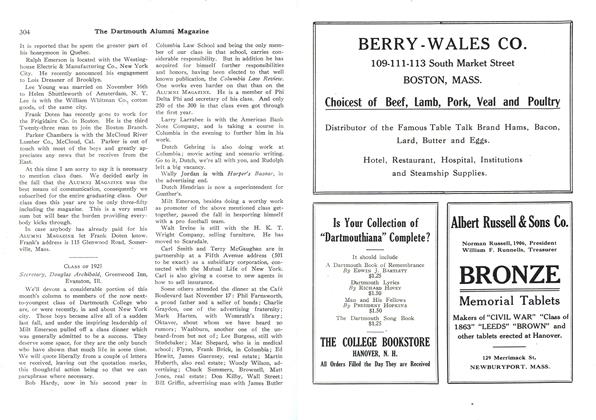 304 The Dartmouth Alumni Magazine
It is reported that he spent the greater part of
his honeymoon in Quebec.
Ralph Emerson is located with the Westing-
house Electric & Manufacturing Co., New York
City. He recently announced his engagement
to Lois Dreamer of Brooklyn.
Lee Young was married on November 16th
to Helen Shuttleworth of Amsterdam, N. Y.
Lee is with the William Whitman Co., cotton
goods, of the same city.
Frank Doten has recently gone to work for
the Frigidaire Co. in Boston. He is the third
Twenty-three man to join the Boston Branch.
Parker Chambers is with the McCloud River
Lumber Co., McCloud, Cal. Parker is out of
touch with most of the boys and greatly appre-
ciates any news that he receives from the
East.
At this time I am sorry to say it is necessary
to mention class dues. We decided early in
the fall that the ALUMNI MAGAZINE was the
best means of communication, consequently we
subscribed for the entire graduating class. Our
class dues this year are to be only three-fifty
including the magazine. This is a very small
sum but will bear the burden providing every-
body kicks through.
In case anybody has already paid for his
ALUMNI MAGAZINE let Frank Doten know.
Frank's address is 115 Glenwood Road, Somer-
ville, Mass.
CLASS OF 1925
Secretary, Douglas Archibald, Greenwood Inn,
Evanston, Ill.
We'll devote a considerable portion of this
month's column to members of the now next-
to-youngest class of Dartmouth College who
are, or were recently, in and about New York
city. These boys became alive all of a sudden
last fall, and under the inspiring leadership of
Milt Emerson pulled off a class dinner which
was generally admitted to be a success. They
deserve some space, for they are the only bunch
who have shown conclusive life in some time.
We will quote liberally from a couple of letters
we received, leaving out the quotation marks,
this thoughtful action being so that we can
paraphrase where necessary.
Bob Hardy, now in his second year in
Columbia Law School and being the only mem-
ber of our class in that school, carries con-
siderable responsibility. But in addition he has
acquired for himself further responsibilities
and honors, having been elected to that well
known publication, the Columbia Law Review.
One works even harder on that than on the
ALUMNI MAGAZINE. He is a member of Phi
Delta Phi and secretary of his class. And only
250 of the 300 in that class even got through
the first year.
Larry Larrabee is with the American Bank
Note Company, and is taking a course in
Columbia in the evening to further him in his
work.
Dutch Gehring is also doing work at
Columbia; movie acting and scenario writing.
Go to it, Dutch, we're all with you, and Rudolph
left a big vacancy.
Wally Jordan is with Harper's Bazaar, in
the advertising end.
Dutch Hendrian is now a superintendent for
Gunther's.
Milt Emerson, besides doing a worthy work
as promoter of the above mentioned class get-
together, passed the fall in besporting himself
with a pro football team.
Walt Irvine is still with the H. K. T.
Wright Company, selling furniture. He has
moved to Scarsdale.
Carl Smith and Terry McGaughan are in
partnership at a Fifth Avenue address (501
to be exact) as a subsidiary corporation, con-
nected with the Mutual Life of New York.
Carl is also giving a course to new agents in
how to sell insurance.
Some others attended the dinner at the Café
Boulevard last November 17: Phil Farnsworth,
a proud father and a seller of bonds; Charlie
Graydon, one of the advertising fraternity;
Mark Harten, with Womrath's library;
Oktavec, about whom we have heard no
rumors; Washburn, another one of the un-
heard-from but not of; Lee Burgess, still with
Studebaker; Mac Shepard, who is in medical
school; Flynn, Frank Brick, in Columbia; Ed
Hewitt, James Guernsey, real estate; Martin
Huberth, also real estate; Woody Wilson, ad-
vertising; Chuck Summers, Brownell, Matt
Jones, real estate; Don Kilby, Wall Street;
Bill Griffin, advertising man with James Butler
BERRY-WALES CO.
109-111-113 South Market Street
BOSTON, MASS.
Choicest of Beef, Lamb, Pork, Veal and Poultry
Distributor of the Famous Table Talk Brand Hams, Bacon,
Lard, Butter and Eggs.
Hotel, Restaurant, Hospital, Institutions
and Steamship Supplies.
Is Your Collection of
"Dartmouthiana" Complete?
It should include
A Dartmouth Book of Remembrance
By EDWIN J. BARTLETT
$1.25
Dartmouth Lyrics
By RICHARD HOVEY
$1.50
Men and His Fellows
By PRESIDENT HOPKINS
$1.50
The Dartmouth Song Book
$1.25
THE COLLEGE BOOKSTORE
HANOVER, N. H.
All Orders Filled the Day They are Received
Albert Russell & Sons Co.
Norman Russell, 1906, President
William F. Runnells, Treasurer
BRONZE
Memorial Tablets
Makers of "CIVIL WAR" "Class of
1863" "LEEDS" "BROWN" and
other tablets erected at Hanover.
129 Merrimack St.
NEWBURYPORT, MASS.